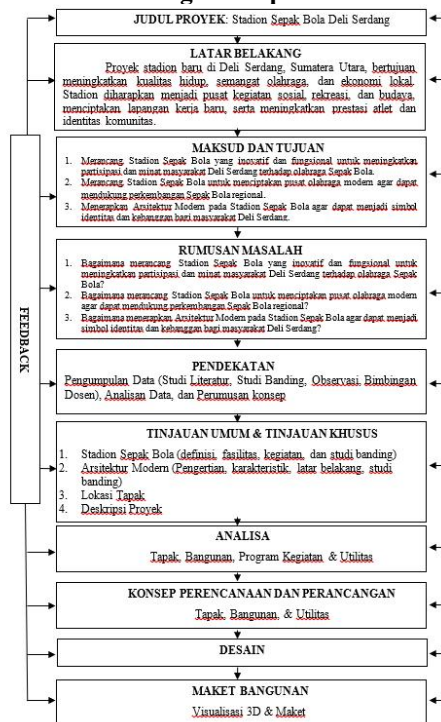 JUDUL PROYEK: Stadion Sepak Bola Deli Serdang
LATAR BELAKANG
Proyek stadion baru di Deli Serdang, Sumatera Utara, bertujuan
meningkatkan kualitas hidup, semangat olahraga, dan ekonomi lokal.
Stadion diharapkan menjadi pusat kegiatan sosial, rekreasi, dan budaya,
menciptakan lapangan kerja baru, serta meningkatkan prestasi atlet dan
identitas komunitas.
MAKSUD DAN TUJUAN
1. Merancang Stadion Sepak Bola yang inovatif dan fungsional untuk meningkatkan
partisipasi dan minat masyarakat Deli Serdang terhadap olahraga Sepak Bola.
2. Merancang Stadion Sepak Bola untuk menciptakan pusat olahraga modern agar dapat
mendukung perkembangan Sepak Bola regional.
3. Menerapkan Arsitektur Modern pada Stadion Sepak Bola agar dapat menjadi simbol
identitas dan kebanggaan bagi masyarakat Deli Serdang.
RUMUSAN MASALAH
1. Bagaimana merancang Stadion Sepak Bola yang inovatif dan fungsional untuk
meningkatkan partisipasi dan minat masyarakat Deli Serdang terhadap olahraga Sepak
Bola?
2. Bagaimana merancang Stadion Sepak Bola untuk menciptakan pusat olahraga modern
agar dapat mendukung perkembangan Sepak Bola regional?
3. Bagaimana menerapkan Arsitektur Modern pada Stadion Sepak Bola agar dapat menjadi
simbol identitas dan kebanggaan bagi masyarakat Deli Serdang?
FEEDBACK
PENDEKATAN
Pengumpulan Data (Studi Literatur, Studi Banding, Observasi, Bimbingan
Dosen), Analisan Data, dan Perumusan konsep
TINJAUAN UMUM & TINJAUAN KHUSUS
1. Stadion Sepak Bola (definisi, fasilitas, kegiatan, dan studi banding)
2. Arsitektur Modern (Pengertian, karakteristik, latar belakang, studi
banding)
3. Lokasi Tapak
4. Deskripsi Proyek
ANALISA
Tapak, Bangunan, Program Kegiatan & Utilitas
KONSEP PERENCANAAN DAN PERANCANGAN
Tapak, Bangunan, & Utilitas
DESAIN
MAKET BANGUNAN
Visualisasi 3D & Maket